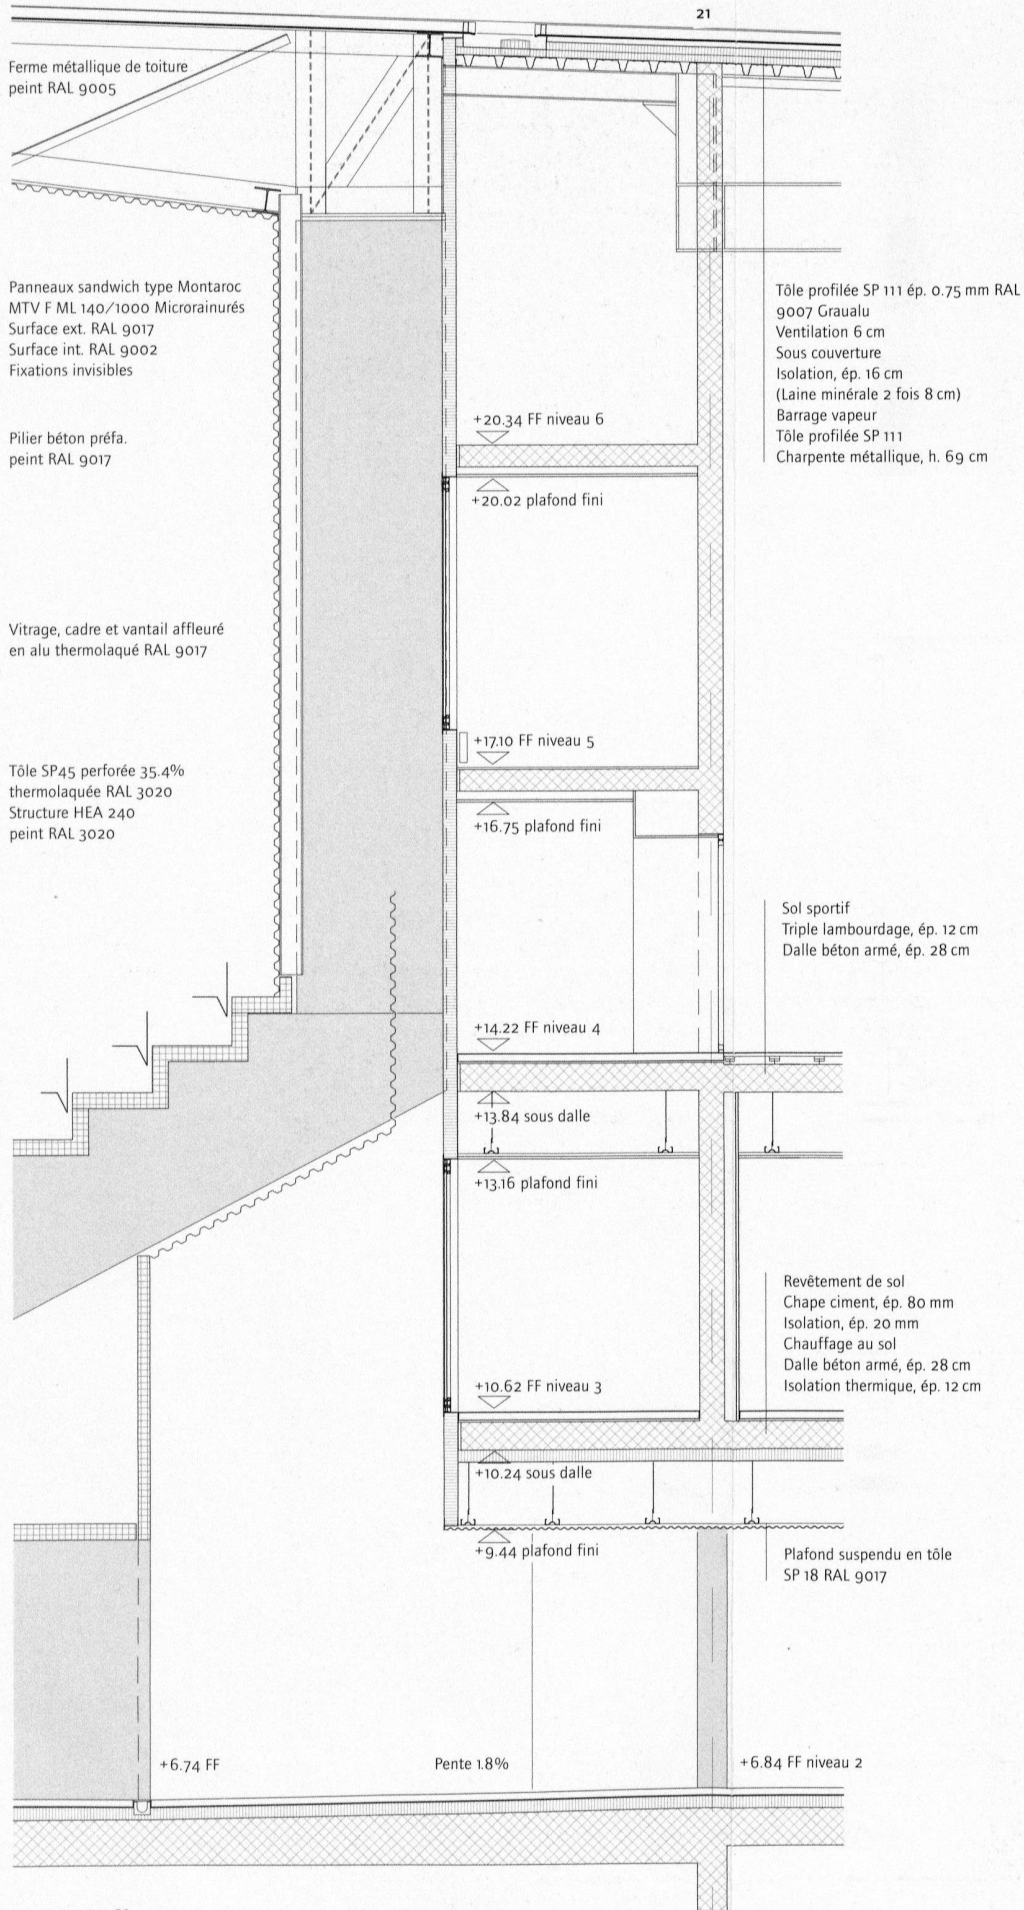 21
Ferme métallique de toiture
peint RAL 9005
Panneaux sandwich type Montaroc
MTV F ML 140/1000 Microrainurés
Surface ext. RAL 9017
Surface int. RAL 9002
Fixations invisibles
Tôle profilée SP 111 ép. 0.75 mm RAL
9007 Graualu
Ventilation 6 cm
Sous couverture
Isolation, ép. 16 cm
(Laine minérale 2 fois 8 cm)
Barrage vapeur
Tôle profilée SP 111
Charpente métallique, h. 69 cm
+20.34 FF niveau 6
Pilier béton préfa.
peint RAL 9017
+20.02 plafond fini
Vitrage, cadre et vantail affleuré
en alu thermolaqué RAL 9017
+17.10 FF niveau 5
Tôle SP45 perforée 35.4%
thermolaquée RAL 3020
Structure HEA 240
peint RAL 3020
+16.75 plafond fini
Sol sportif
Triple lambourdage, ép. 12 cm
Dalle béton armé, ép. 28 cm
+14.22 FF niveau 4
+13.84 sous dalle
+13.16 plafond fini
Revêtement de sol
Chape ciment, ép. 80 mm
Isolation, ép. 20 mm
Chauffage au sol
Dalle béton armé, ép. 28 cm
Isolation thermique, ép. 12 cm
+10.62 FF niveau 3
+10.24 sous dalle
+9.44 plafond fini
Plafond suspendu en tôle
SP 18 RAL 9017
+6.74 FF
Pente 1.8%
+6.84 FF niveau 2